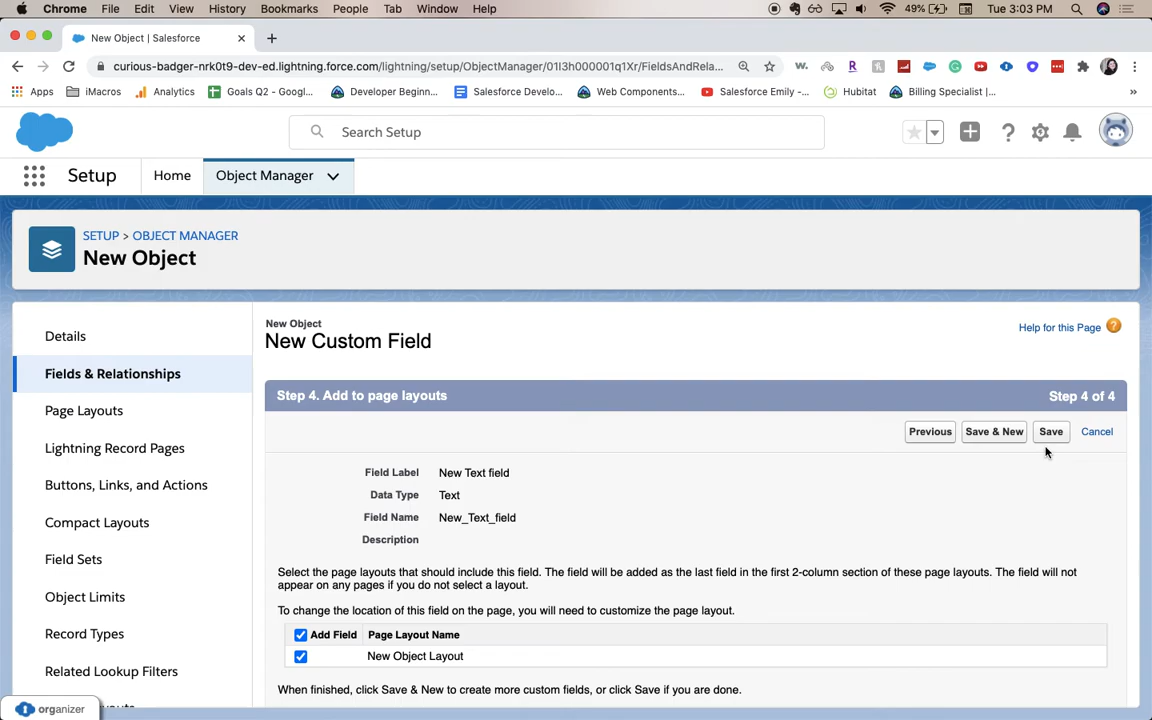 Chrome File Edit View History Bookmarks People Tab Window Help 49% Tue 3:03 PM
New Object | Salesforce
curious-badger-nrk0t9-dev-ed.lightning.force.com/lightning/setup/ObjectManager/01I3h000001q1Xr/FieldsAndRela...
Apps iMacros Analytics Goals Q2 - Googl... Developer Beginn... Salesforce Develo... Web Components... Salesforce Emily -... Hubitat Billing Specialist |... »
Search Setup
Setup Home Object Manager
SETUP > OBJECT MANAGER
New Object
Details
Fields & Relationships
Page Layouts
Lightning Record Pages
Buttons, Links, and Actions
Compact Layouts
Field Sets
Object Limits
Record Types
Related Lookup Filters
organizer
New Object
New Custom Field
Help for this Page ?
Step 4. Add to page layouts Step 4 of 4
Previous Save & New Save Cancel
Field Label New Text field
Data Type Text
Field Name New_Text_field
Description
Select the page layouts that should include this field. The field will be added as the last field in the first 2-column section of these page layouts. The field will not
appear on any pages if you do not select a layout.
To change the location of this field on the page, you will need to customize the page layout.
Add Field Page Layout Name
New Object Layout
When finished, click Save & New to create more custom fields, or click Save if you are done.